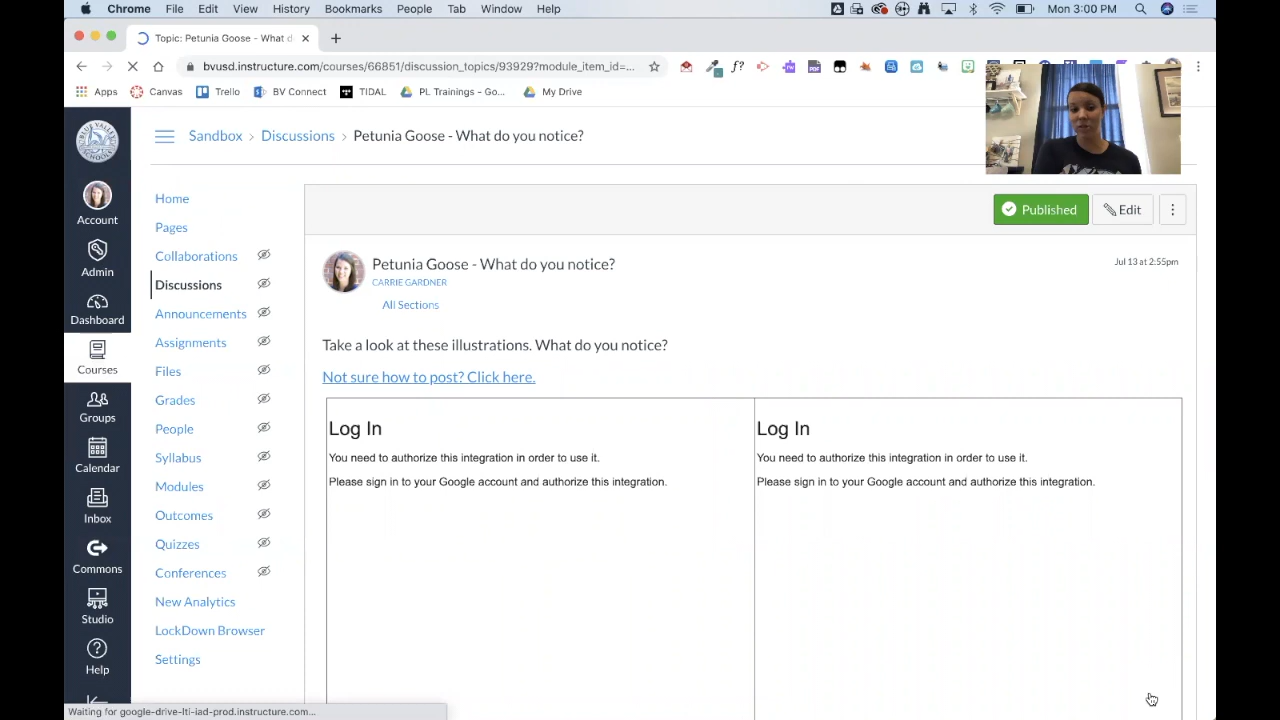 Chrome File Edit View History Bookmarks People Tab Window Help Mon 3:00 PM
Topic: Petunia Goose - What d
bvusd.instructure.com/courses/66851/discussion_topics/93929?module_item_id=...
Apps Canvas Trello BV Connect TIDAL PL Trainings - Go... My Drive
Sandbox > Discussions > Petunia Goose - What do you notice?
Account
Admin
Dashboard
Courses
Groups
Calendar
Inbox
Commons
Studio
Help
Home
Pages
Collaborations
Discussions
Announcements
Assignments
Files
Grades
People
Syllabus
Modules
Outcomes
Quizzes
Conferences
New Analytics
LockDown Browser
Settings
Published Edit
Petunia Goose - What do you notice? Jul 13 at 2:55pm
CARRIE GARDNER
All Sections
Take a look at these illustrations. What do you notice?
Not sure how to post? Click here.
Log In
You need to authorize this integration in order to use it.
Please sign in to your Google account and authorize this integration.
Log In
You need to authorize this integration in order to use it.
Please sign in to your Google account and authorize this integration.
Waiting for google-drive-lti-iad-prod.instructure.com...